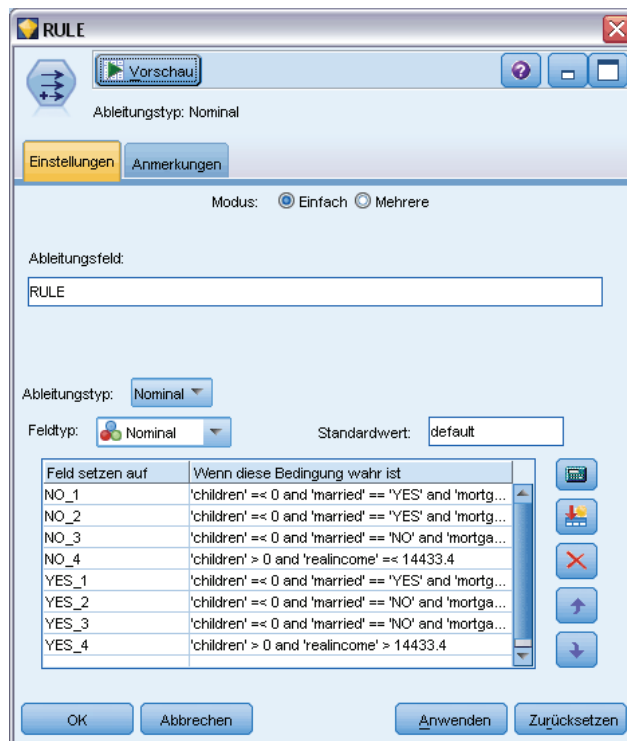 RULE
Vorschau
Ableitungstyp: Nominal
Einstellungen Anmerkungen
Modus: Einfach Mehrere
Ableitungsfeld:
RULE
Ableitungstyp: Nominal
Feldtyp: Nominal Standardwert: default
Feld setzen auf Wenn diese Bedingung wahr ist
NO_1 'children' =< 0 and 'married' == 'YES' and 'mortg...
NO_2 'children' =< 0 and 'married' == 'YES' and 'mortg...
NO_3 'children' =< 0 and 'married' == 'NO' and 'mortga...
NO_4 'children' > 0 and 'realincome' =< 14433.4
YES_1 'children' =< 0 and 'married' == 'YES' and 'mortg...
YES_2 'children' =< 0 and 'married' == 'NO' and 'mortga...
YES_3 'children' =< 0 and 'married' == 'NO' and 'mortga...
YES_4 'children' > 0 and 'realincome' > 14433.4
OK Abbrechen Anwenden Zurücksetzen